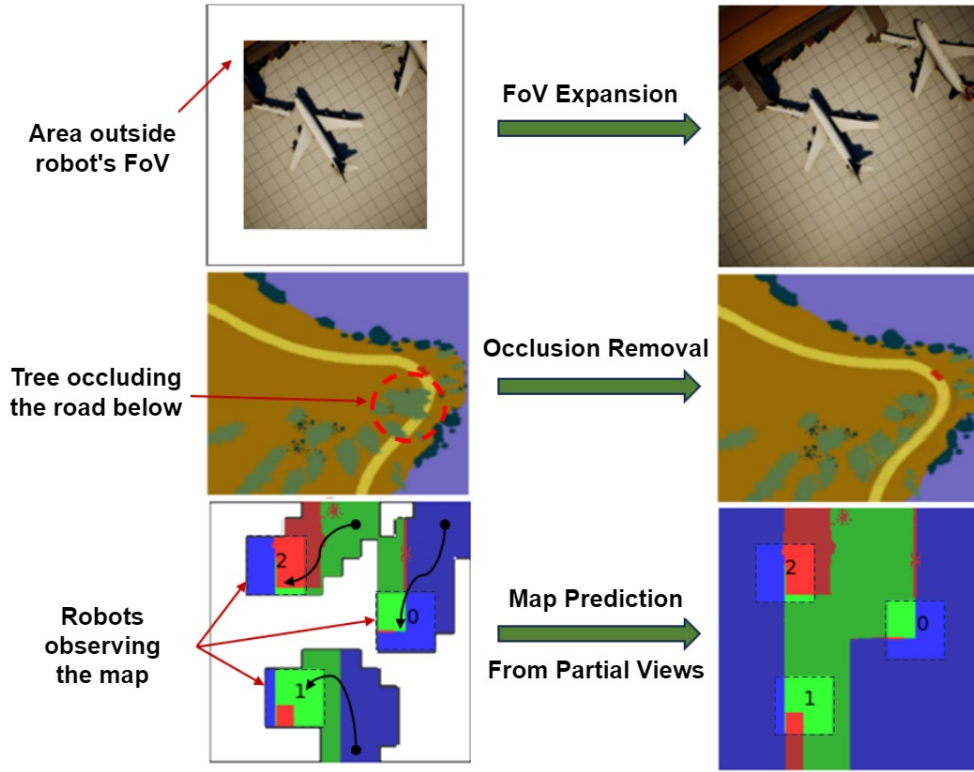 Area outside
robot's FoV
FoV Expansion
Tree occluding
the road below
Occlusion Removal
Robots
observing
the map
2
0
1
Map Prediction
From Partial Views
2
0
1